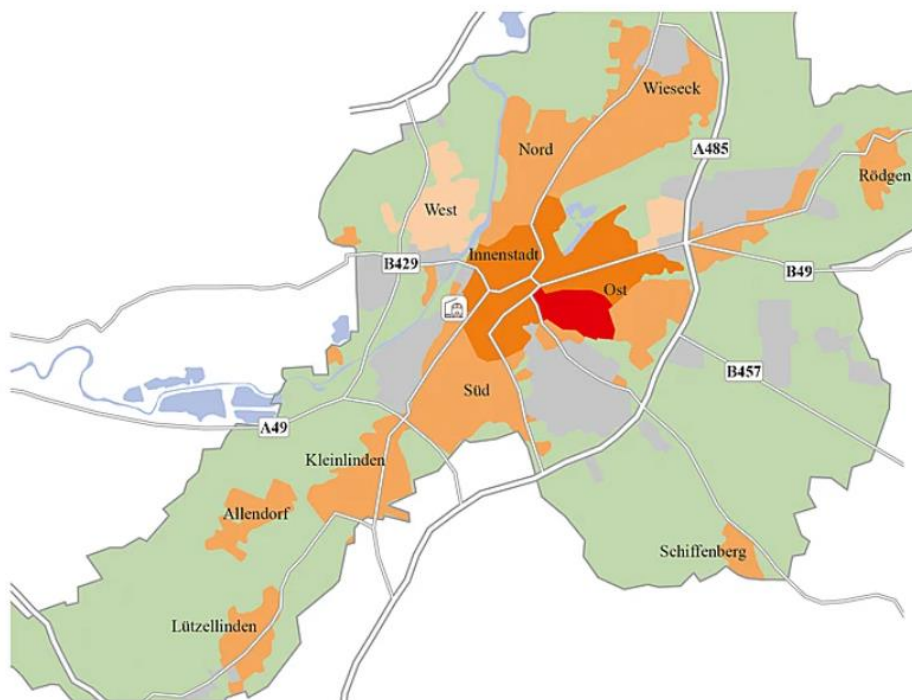 Wieseck
Nord
A485
Rödgen
West
Innenstadt
B429
B49
Ost
B457
Süd
A49
Kleinlinden
Allendorf
Schiffenberg
Lützellinden